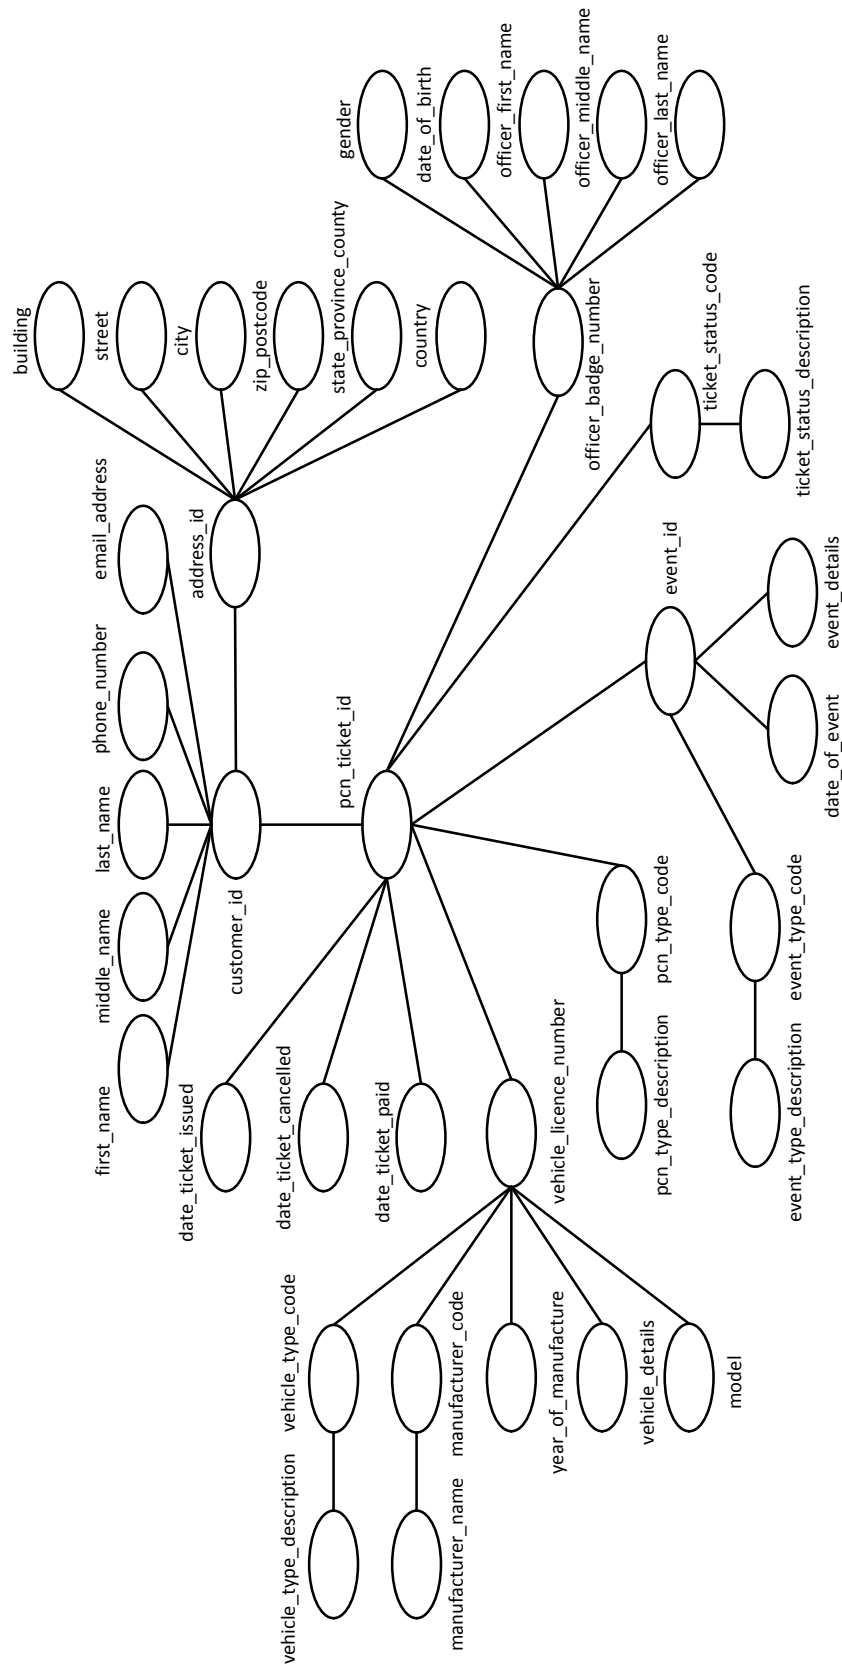 building
street
city
zip_postcode
state_province_county
country
gender
date_of_birth
officer_first_name
officer_middle_name
officer_last_name
first_name
middle_name
last_name
phone_number
email_address
customer_id
address_id
officer_badge_number
date_ticket_issued
date_ticket_cancelled
date_ticket_paid
pcn_ticket_id
vehicle_type_description
vehicle_type_code
manufacturer_name
manufacturer_code
year_of_manufacture
vehicle_details
model
vehicle_licence_number
pcn_type_description
pcn_type_code
event_id
ticket_status_code
ticket_status_description
event_type_description
event_type_code
date_of_event
event_details